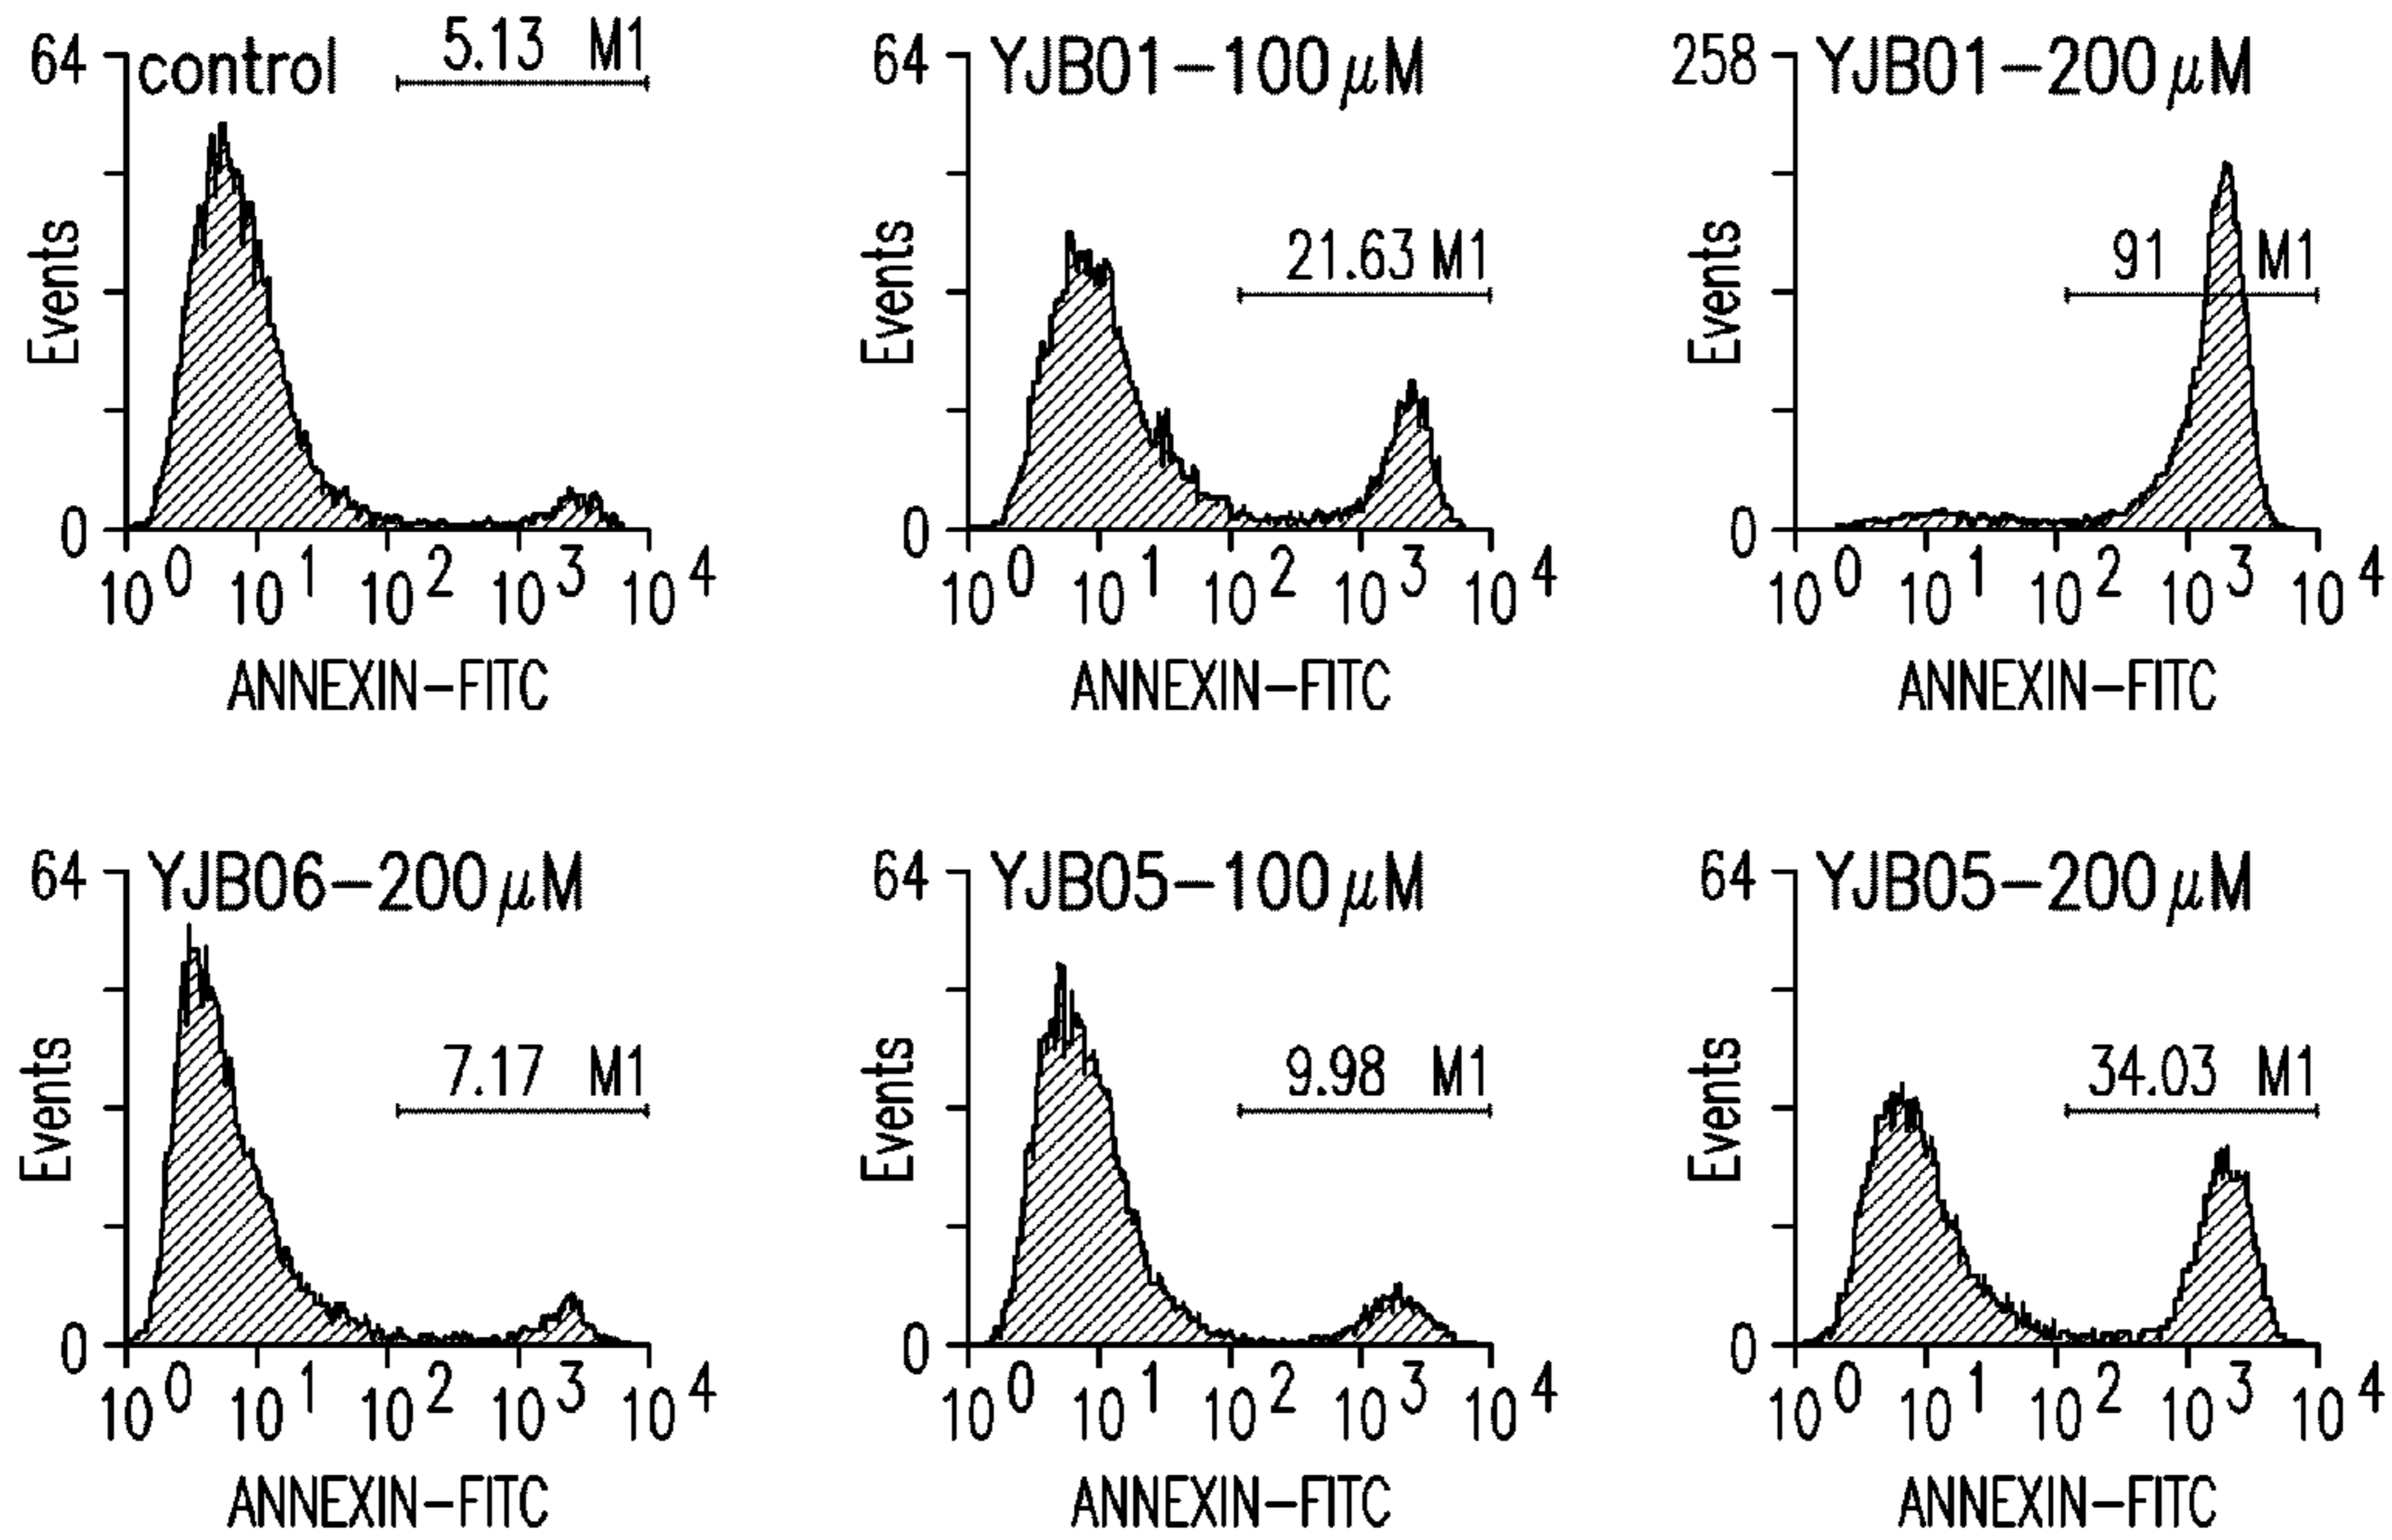 64 control 5.13 M1
Events
0
10^0 10^1 10^2 10^3 10^4
ANNEXIN-FITC
64 YJB01-100μM
21.63 M1
Events
0
10^0 10^1 10^2 10^3 10^4
ANNEXIN-FITC
258 YJB01-200μM
91 M1
Events
0
10^0 10^1 10^2 10^3 10^4
ANNEXIN-FITC
64 YJB06-200μM
7.17 M1
Events
0
10^0 10^1 10^2 10^3 10^4
ANNEXIN-FITC
64 YJB05-100μM
9.98 M1
Events
0
10^0 10^1 10^2 10^3 10^4
ANNEXIN-FITC
64 YJB05-200μM
34.03 M1
Events
0
10^0 10^1 10^2 10^3 10^4
ANNEXIN-FITC